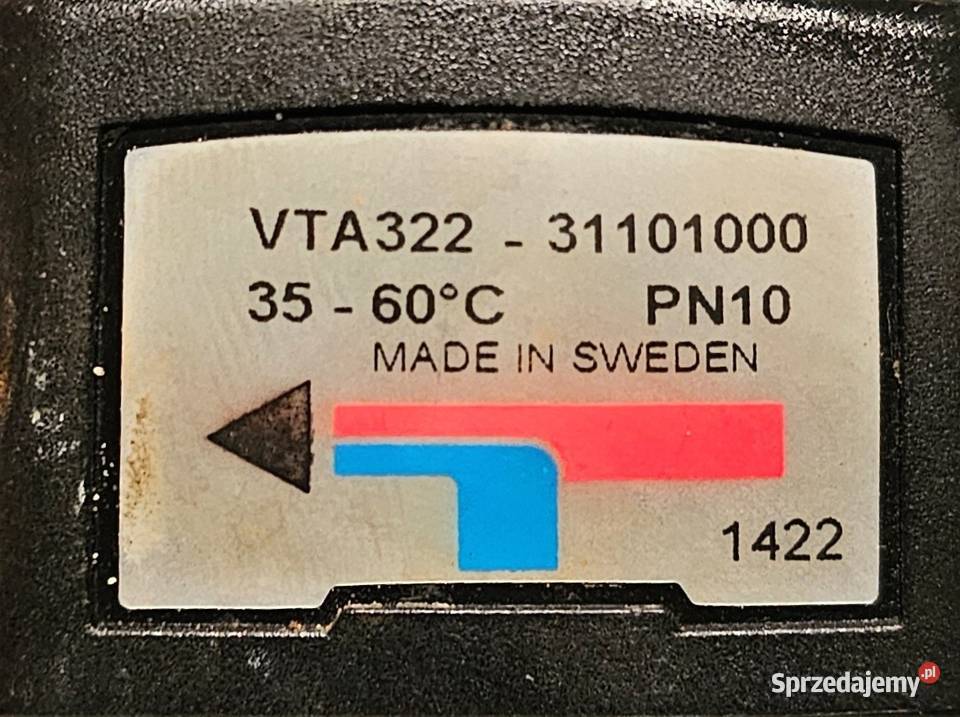 VTA322 - 31101000
35 - 60°C PN10
MADE IN SWEDEN
1422
Sprzedajemy.pl